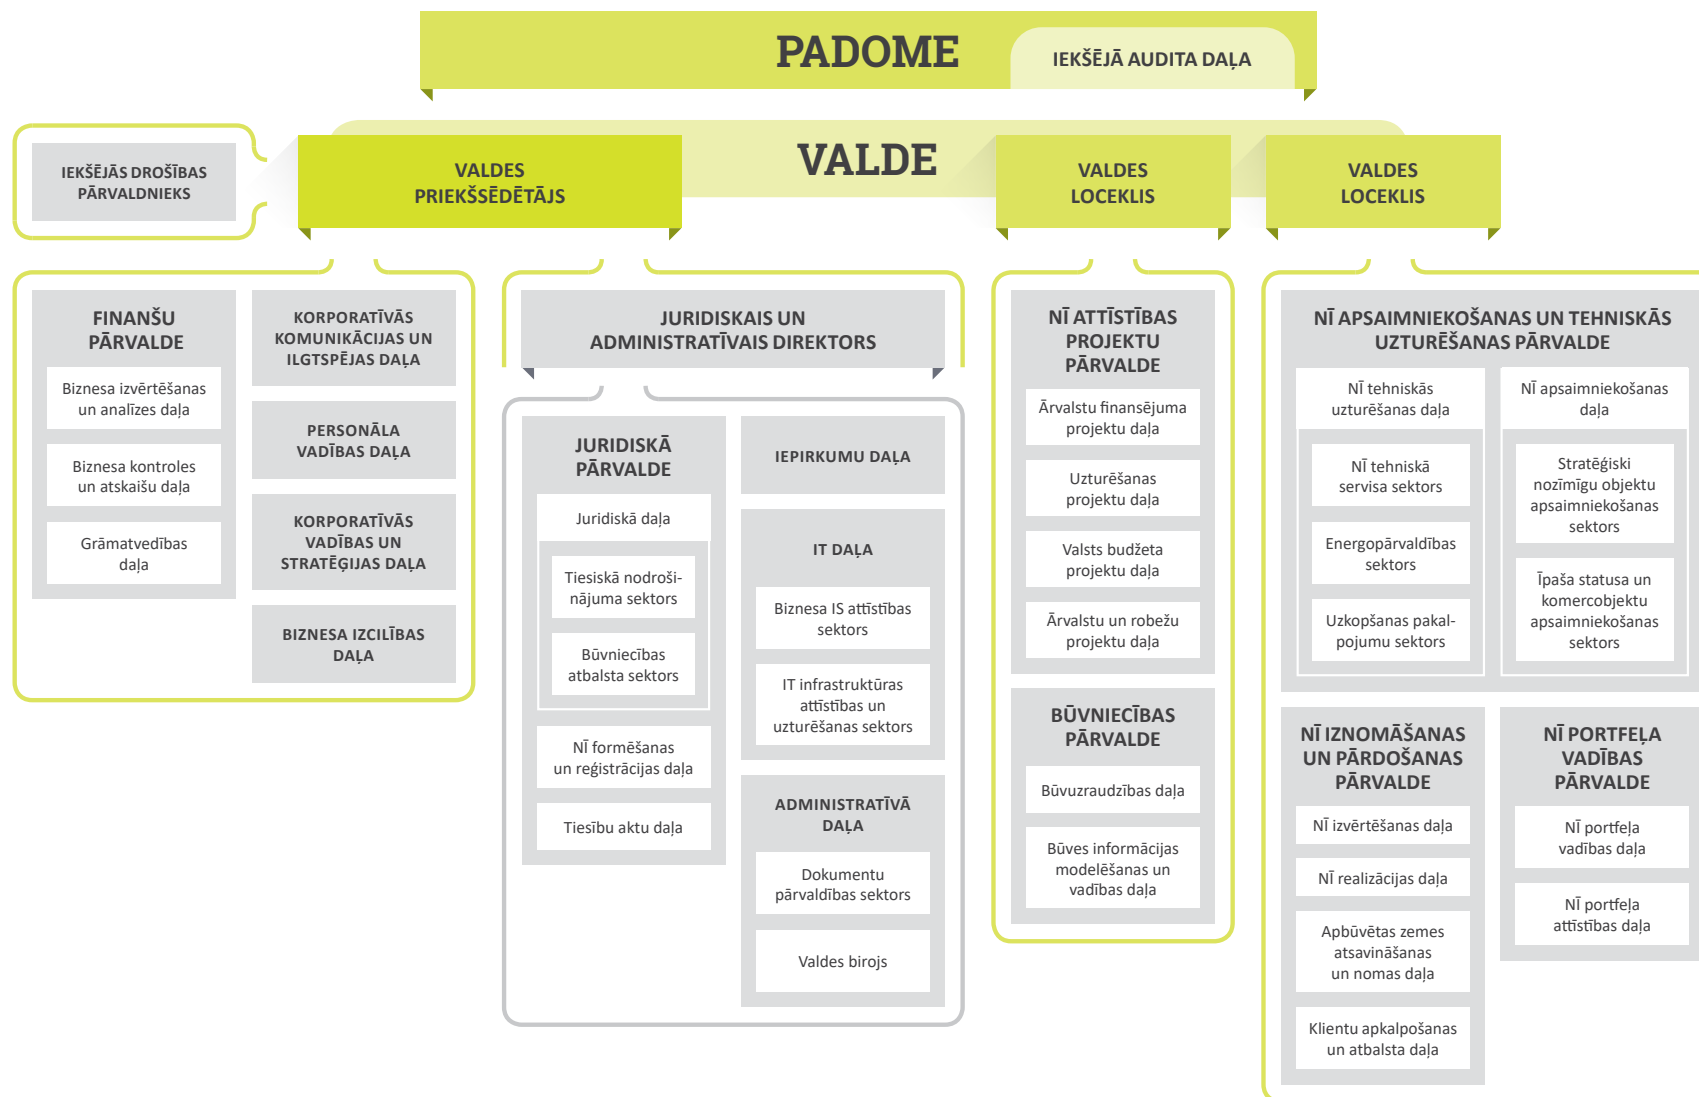 PADOME
IEKŠĒJĀ AUDITA DAĻA
VALDE
IEKŠĒJĀS DROŠĪBAS
PĀRVALDNIEKS
VALDES
PRIEKŠSĒDĒTĀJS
VALDES
LOCEKLIS
VALDES
LOCEKLIS
FINANŠU
PĀRVALDE
Biznesa izvērtēšanas
un analīzes daļa
Biznesa kontroles
un atskaišu daļa
Grāmatvedības
daļa
KORPORATĪVĀS
KOMUNIKĀCIJAS UN
ILGTSPĒJAS DAĻA
PERSONĀLA
VADĪBAS DAĻA
KORPORATĪVĀS
VADĪBAS UN
STRATĒĢIJAS DAĻA
BIZNESA IZCILĪBAS
DAĻA
JURIDISKAIS UN
ADMINISTRATĪVAIS DIREKTORS
JURIDISKĀ
PĀRVALDE
Juridiskā daļa
Tiesiskā nodroši-
nājuma sektors
Būvniecības
atbalsta sektors
NĪ formēšanas
un reģistrācijas daļa
Tiesību aktu daļa
IEPIRKUMU DAĻA
IT DAĻA
Biznesa IS attīstības
sektors
IT infrastruktūras
attīstības un
uzturēšanas sektors
ADMINISTRATĪVĀ
DAĻA
Dokumentu
pārvaldības sektors
Valdes birojs
NĪ ATTĪSTĪBAS
PROJEKTU
PĀRVALDE
Ārvalstu finansējuma
projektu daļa
Uzturēšanas
projektu daļa
Valsts budžeta
projektu daļa
Ārvalstu un robežu
projektu daļa
BŪVNIECĪBAS
PĀRVALDE
Būvuzraudzības daļa
Būves informācijas
modelēšanas un
vadības daļa
NĪ APSAIMNIEKOŠANAS UN TEHNISKĀS
UZTURĒŠANAS PĀRVALDE
NĪ tehniskās
uzturēšanas daļa
NĪ tehniskā
servisa sektors
Energopārvaldības
sektors
Uzkopšanas pakal-
pojumu sektors
NĪ apsaimniekošanas
daļa
Stratēģiski
nozīmīgu objektu
apsaimniekošanas
sektors
Īpaša statusa un
komercobjektu
apsaimniekošanas
sektors
NĪ IZNOMĀŠANAS
UN PĀRDOŠANAS
PĀRVALDE
NĪ izvērtēšanas daļa
NĪ realizācijas daļa
Apbūvētas zemes
atsavināšanas
un nomas daļa
Klientu apkalpošanas
un atbalsta daļa
NĪ PORTFEĻA
VADĪBAS
PĀRVALDE
NĪ portfeļa
vadības daļa
NĪ portfeļa
attīstības daļa